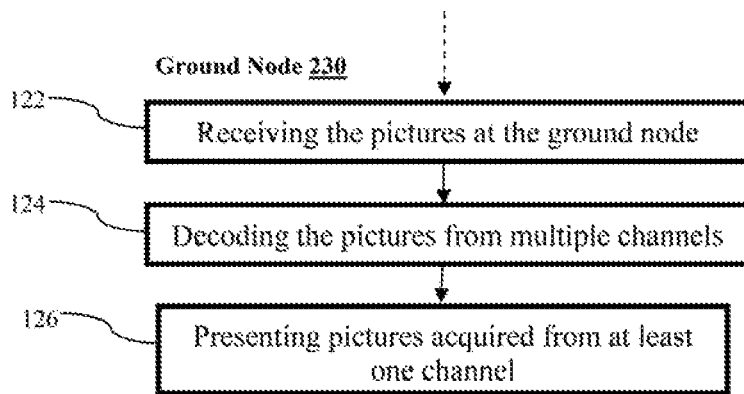 Ground Node 230
122
Receiving the pictures at the ground node
124
Decoding the pictures from multiple channels
126
Presenting pictures acquired from at least
one channel